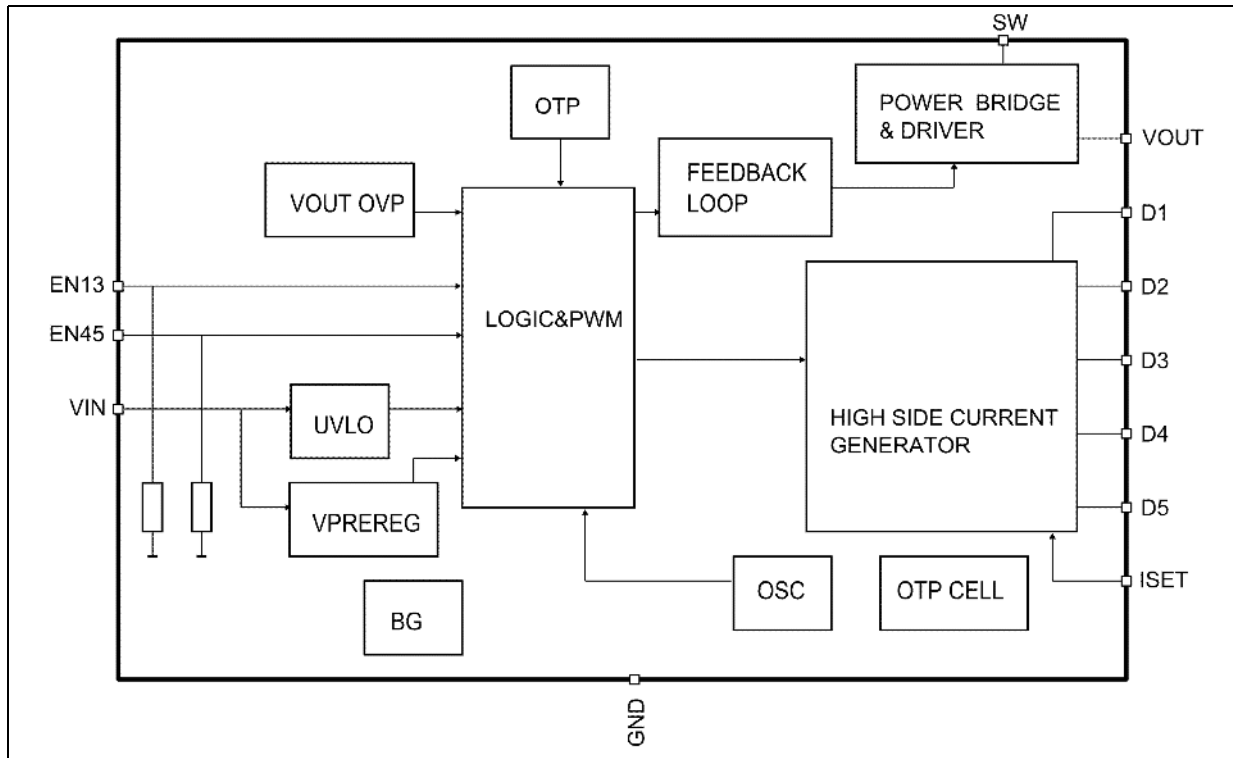 SW
OTP
POWER BRIDGE
& DRIVER
VOUT
FEEDBACK
LOOP
VOUT OVP
D1
EN13
D2
LOGIC&PWM
EN45
D3
VIN
UVLO
HIGH SIDE CURRENT
GENERATOR
D4
VPREREG
D5
OSC
OTP CELL
ISET
BG
GND